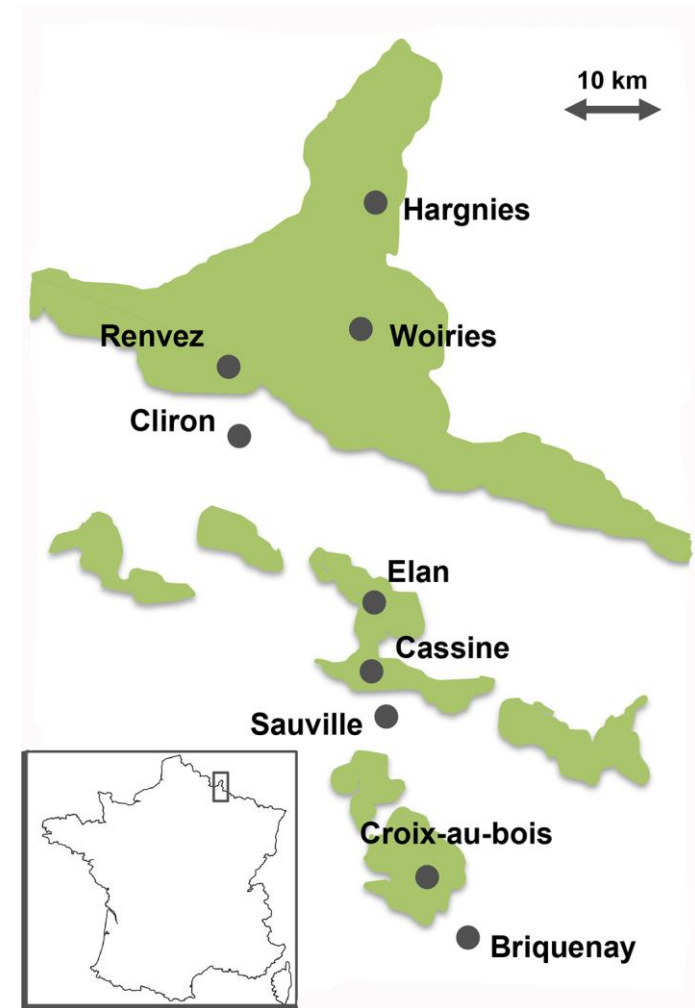 10 km
Hargnies
Renvez
Woiries
Cliron
Elan
Cassine
Sauville
Croix-au-bois
Briquenay